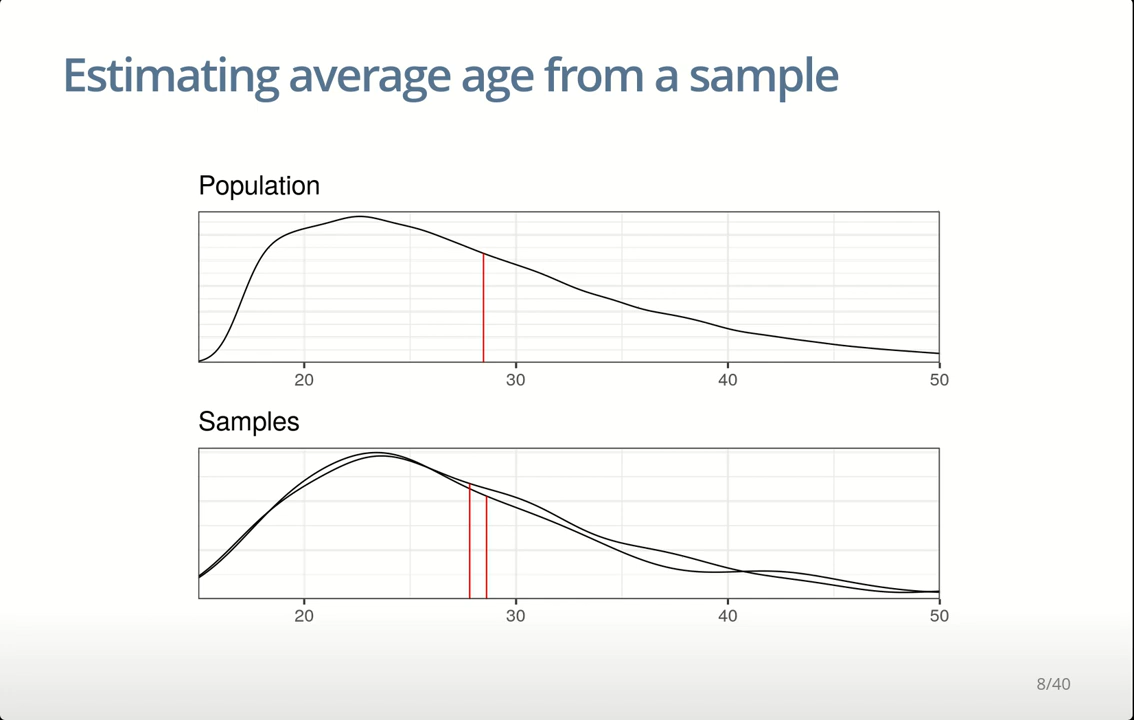 Estimating average age from a sample
Population
20 30 40 50
Samples
20 30 40 50
8/40